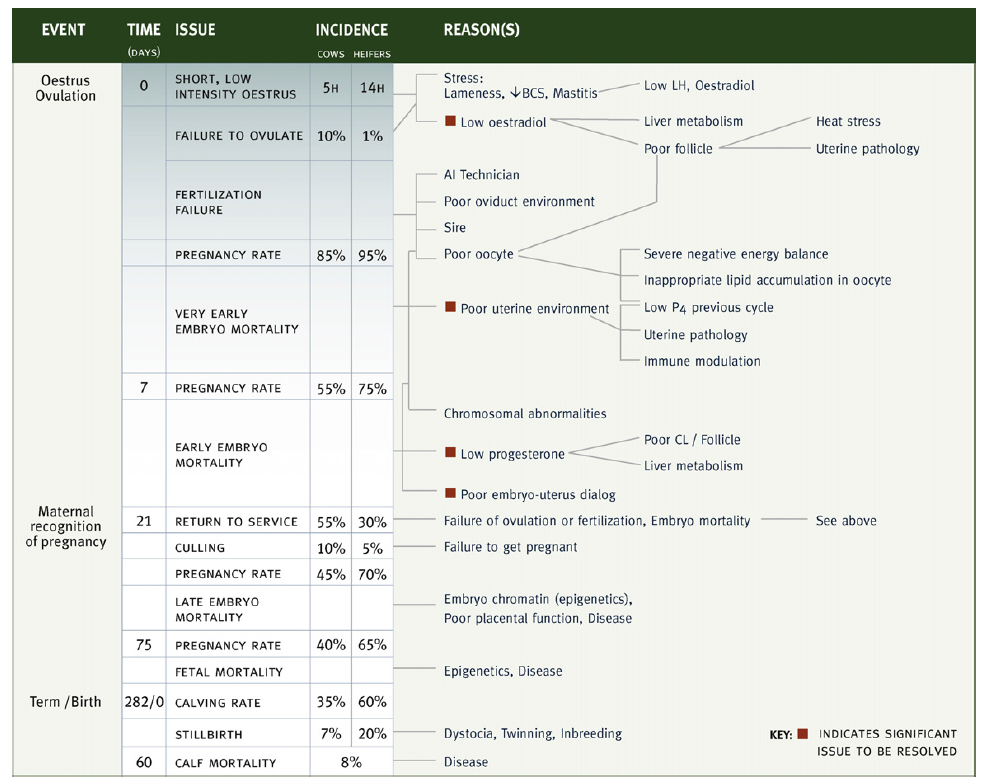 EVENT TIME ISSUE INCIDENCE REASON(S)
(DAYS) COWS HEIFERS
Oestrus
Ovulation
0
SHORT, LOW
INTENSITY OESTRUS
5H 14H
Stress:
Lameness, ↓BCS, Mastitis
Low LH, Oestradiol
Low oestradiol
Liver metabolism
Heat stress
FAILURE TO OVULATE 10% 1%
Poor follicle
Uterine pathology
AI Technician
FERTILIZATION
FAILURE
Poor oviduct environment
Sire
PREGNANCY RATE 85% 95%
Poor oocyte
Severe negative energy balance
Inappropriate lipid accumulation in oocyte
VERY EARLY
EMBRYO MORTALITY
Poor uterine environment
Low P4 previous cycle
Uterine pathology
Immune modulation
7 PREGNANCY RATE 55% 75%
Chromosomal abnormalities
EARLY EMBRYO
MORTALITY
Low progesterone
Poor CL / Follicle
Liver metabolism
Poor embryo-uterus dialog
Maternal
recognition
of pregnancy
21 RETURN TO SERVICE 55% 30% Failure of ovulation or fertilization, Embryo mortality See above
CULLING 10% 5% Failure to get pregnant
PREGNANCY RATE 45% 70%
LATE EMBRYO
MORTALITY
Embryo chromatin (epigenetics),
Poor placental function, Disease
75 PREGNANCY RATE 40% 65%
FETAL MORTALITY Epigenetics, Disease
Term /Birth 282/0 CALVING RATE 35% 60%
STILLBIRTH 7% 20% Dystocia, Twinning, Inbreeding
60 CALF MORTALITY 8% Disease
KEY: INDICATES SIGNIFICANT
ISSUE TO BE RESOLVED